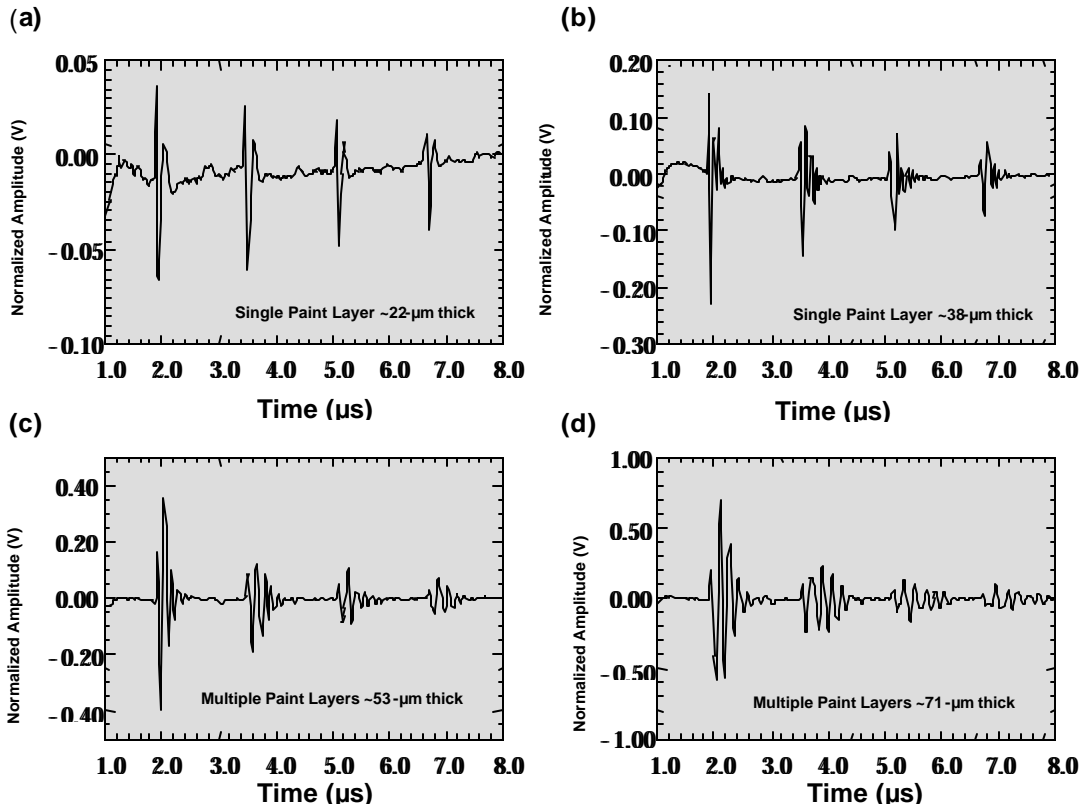 (a)
0.05
0.00
-0.05
-0.10
Normalized Amplitude (V)
Single Paint Layer ~22-µm thick
1.0 2.0 3.0 4.0 5.0 6.0 7.0 8.0
Time (µs)
(b)
0.20
0.10
0.00
-0.10
-0.20
-0.30
Normalized Amplitude (V)
Single Paint Layer ~38-µm thick
1.0 2.0 3.0 4.0 5.0 6.0 7.0 8.0
Time (µs)
(c)
0.40
0.20
0.00
-0.20
-0.40
Normalized Amplitude (V)
Multiple Paint Layers ~53-µm thick
1.0 2.0 3.0 4.0 5.0 6.0 7.0 8.0
Time (µs)
(d)
1.00
0.50
0.00
-0.50
-1.00
Normalized Amplitude (V)
Multiple Paint Layers ~71-µm thick
1.0 2.0 3.0 4.0 5.0 6.0 7.0 8.0
Time (µs)